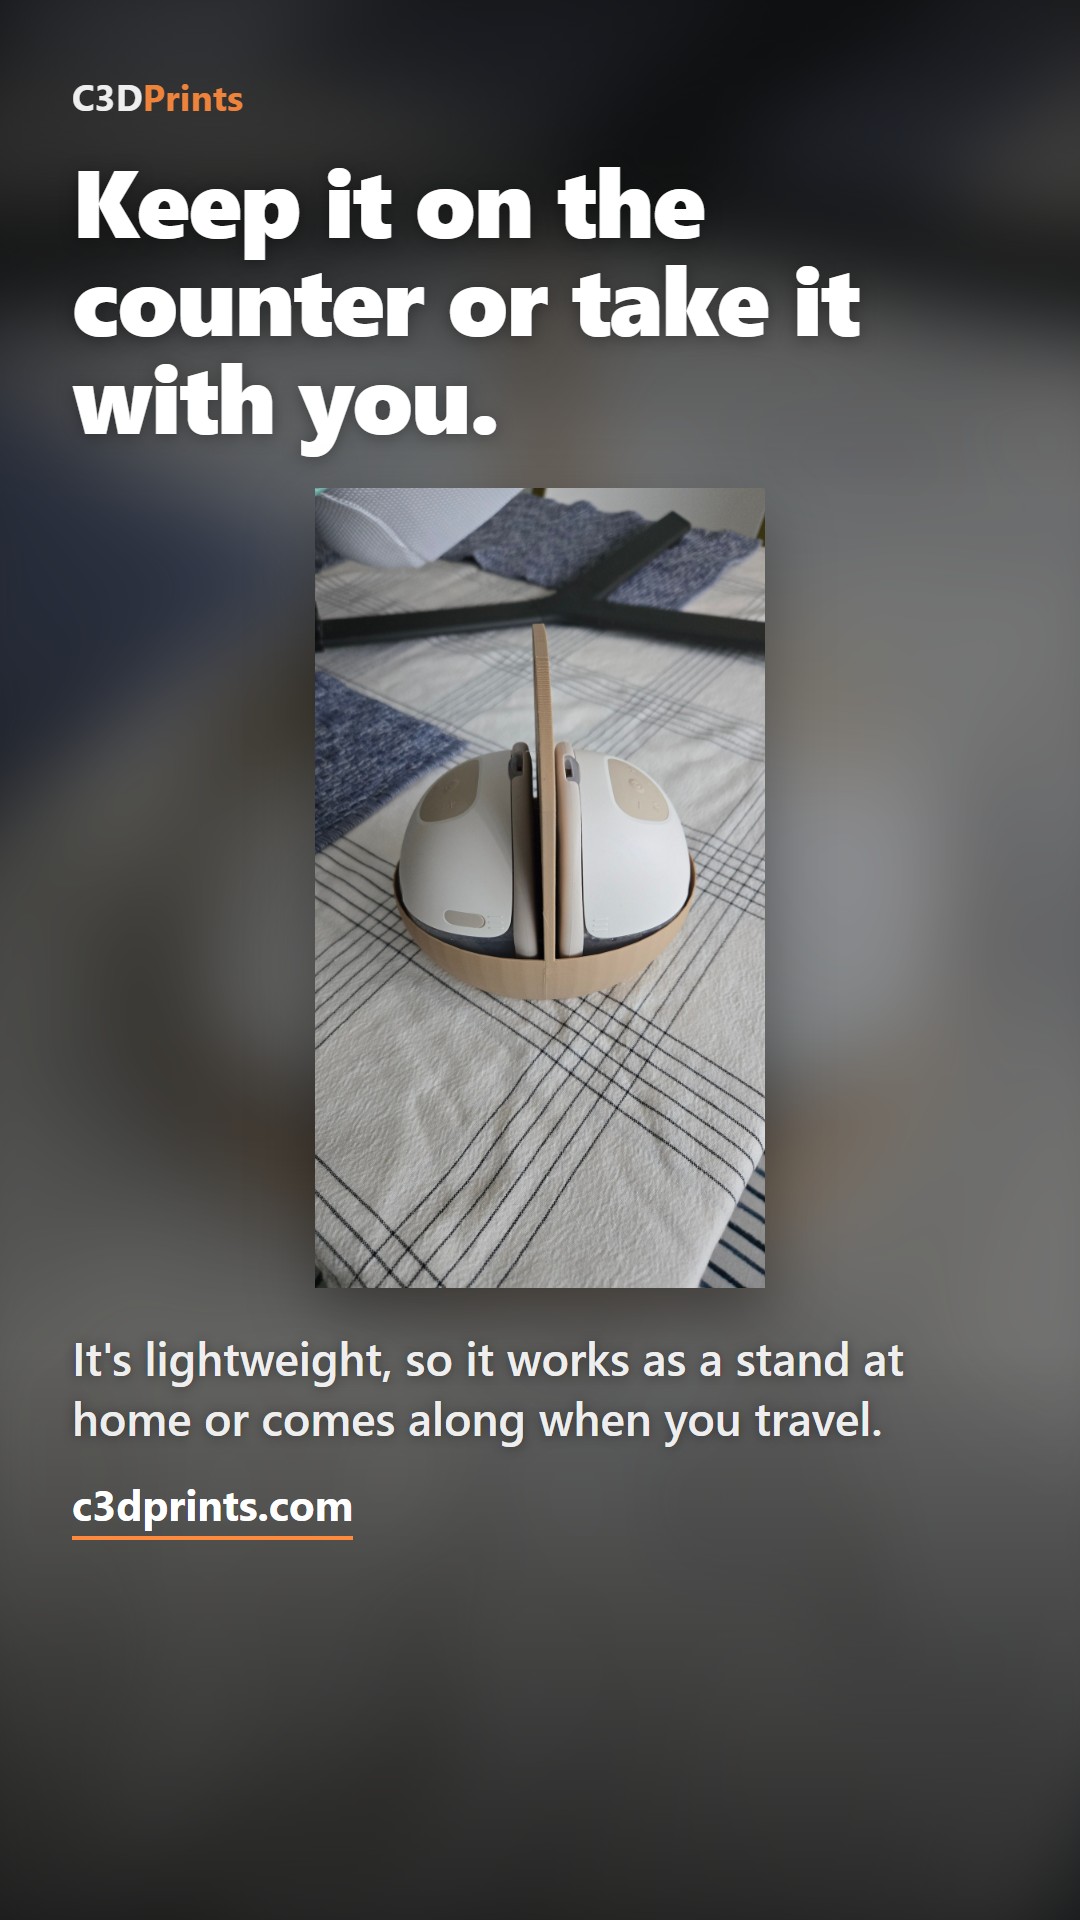 C3DPrints
Keep it on the
counter or take it
with you.
It's lightweight, so it works as a stand at
home or comes along when you travel.
c3dprints.com